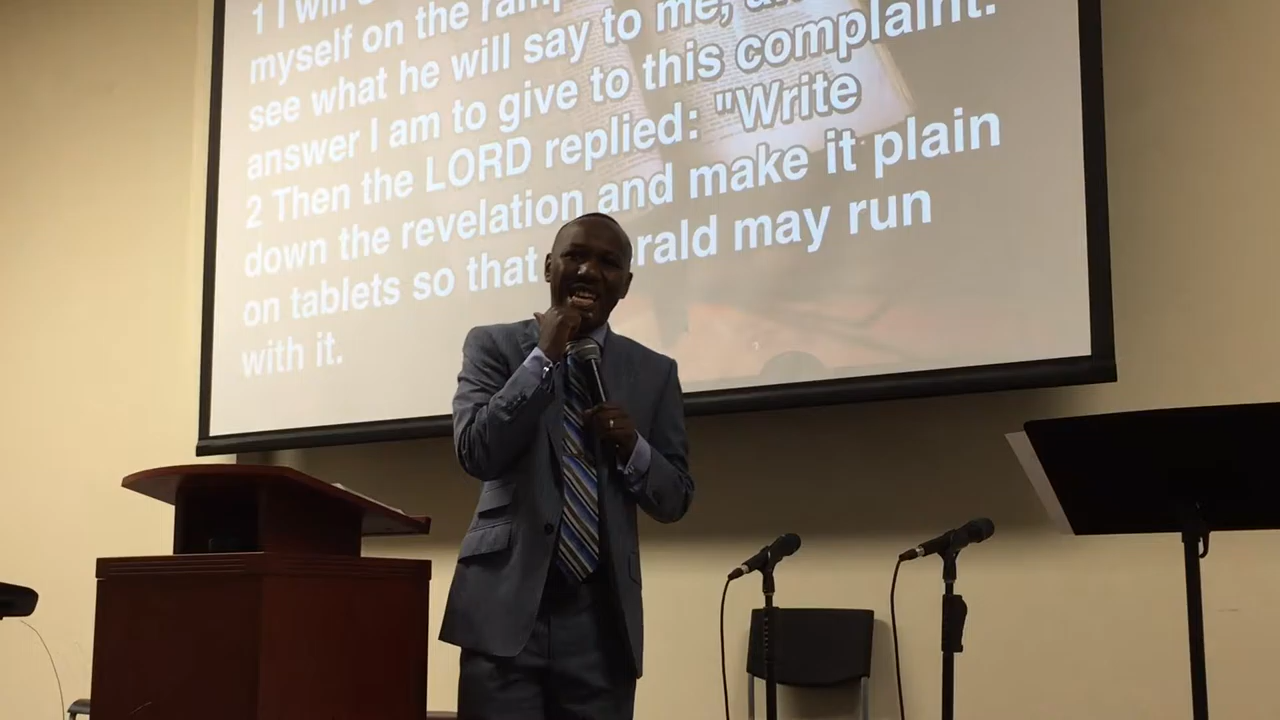 1 I will
myself on the
see what he will say to me,
answer I am to give to this complaint.
2 Then the LORD replied: "Write
down the revelation and make it plain
on tablets so that rald may run
with it.